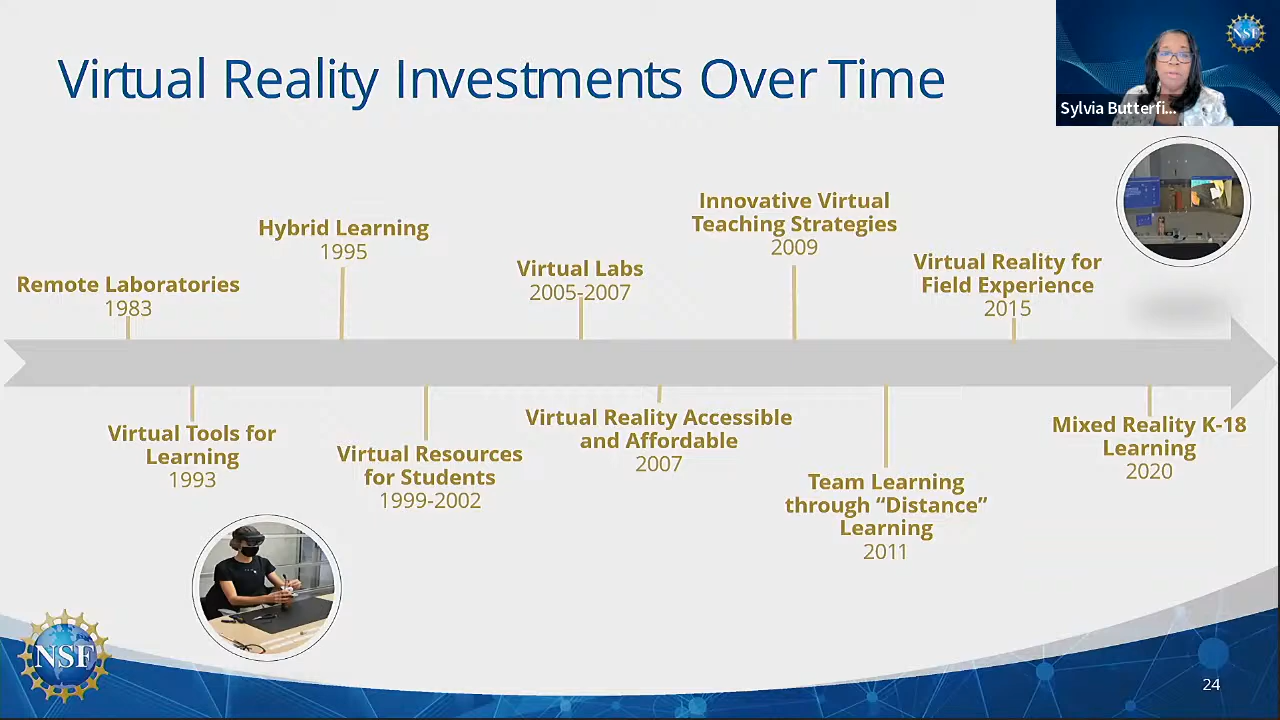 Virtual Reality Investments Over Time
NSF
Sylvia Butterfi...
Innovative Virtual
Teaching Strategies
2009
Hybrid Learning
1995
Virtual Labs
2005-2007
Virtual Reality for
Field Experience
2015
Remote Laboratories
1983
Virtual Tools for
Learning
1993
Virtual Resources
for Students
1999-2002
Virtual Reality Accessible
and Affordable
2007
Team Learning
through “Distance”
Learning
2011
Mixed Reality K-18
Learning
2020
NSF
24